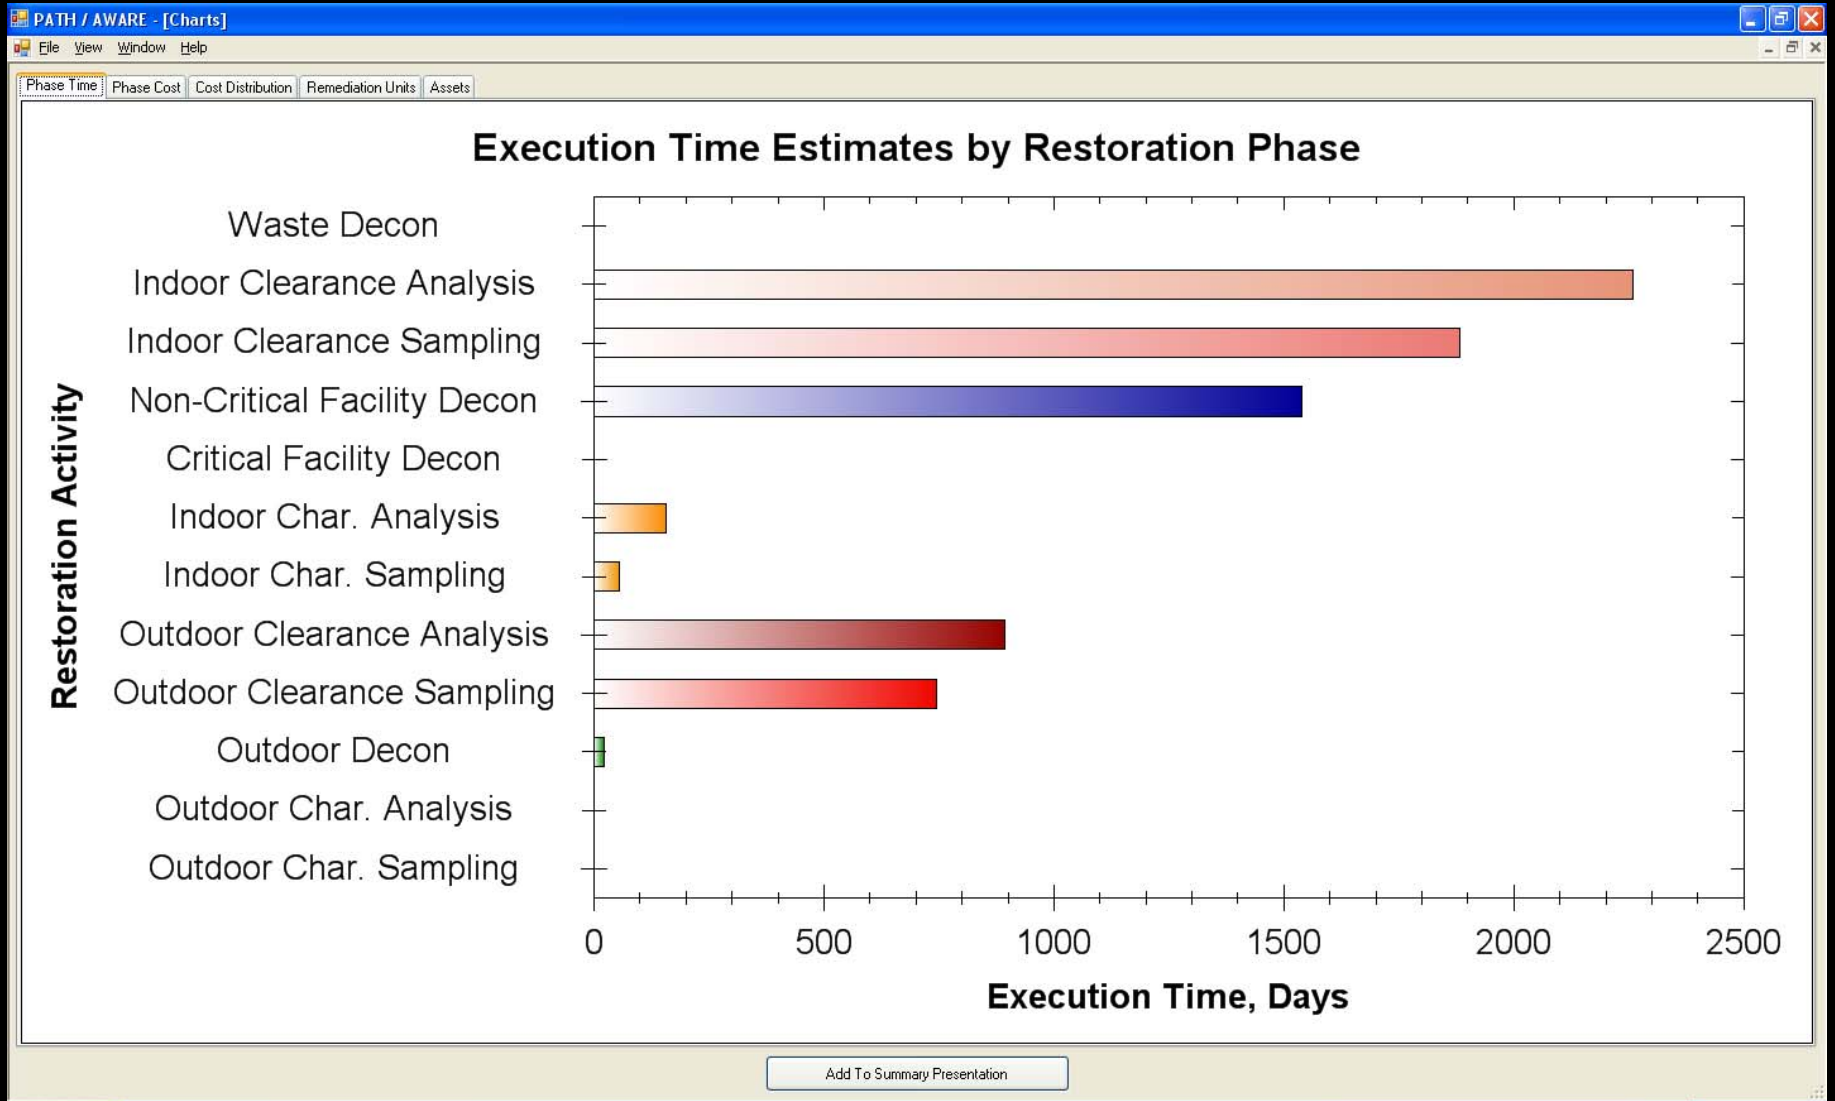 PATH / AWARE - [Charts]
File View Window Help
Phase Time Phase Cost Cost Distribution Remediation Units Assets
Execution Time Estimates by Restoration Phase
Restoration Activity
Waste Decon
Indoor Clearance Analysis
Indoor Clearance Sampling
Non-Critical Facility Decon
Critical Facility Decon
Indoor Char. Analysis
Indoor Char. Sampling
Outdoor Clearance Analysis
Outdoor Clearance Sampling
Outdoor Decon
Outdoor Char. Analysis
Outdoor Char. Sampling
0 500 1000 1500 2000 2500
Execution Time, Days
Add To Summary Presentation